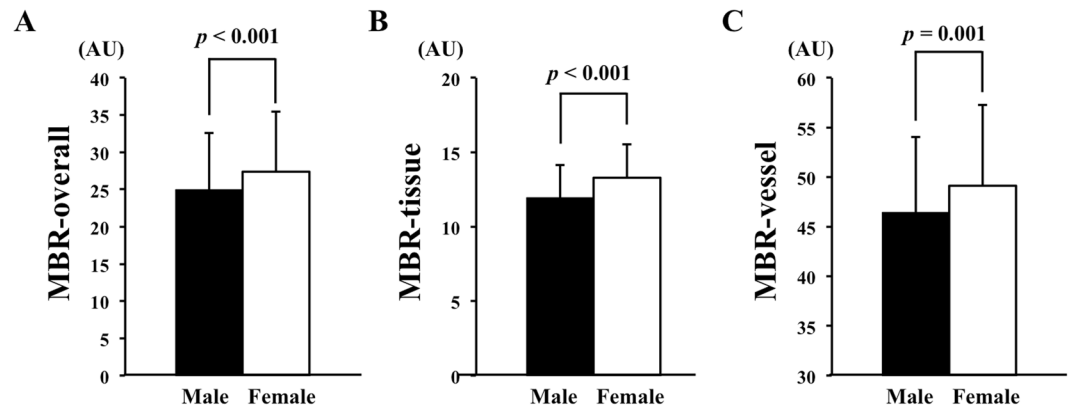 A
(AU)
p < 0.001
40
35
30
25
20
15
10
5
0
MBR-overall
Male Female
B
(AU)
p < 0.001
20
15
10
5
0
MBR-tissue
Male Female
C
(AU)
p = 0.001
60
55
50
45
40
35
30
MBR-vessel
Male Female